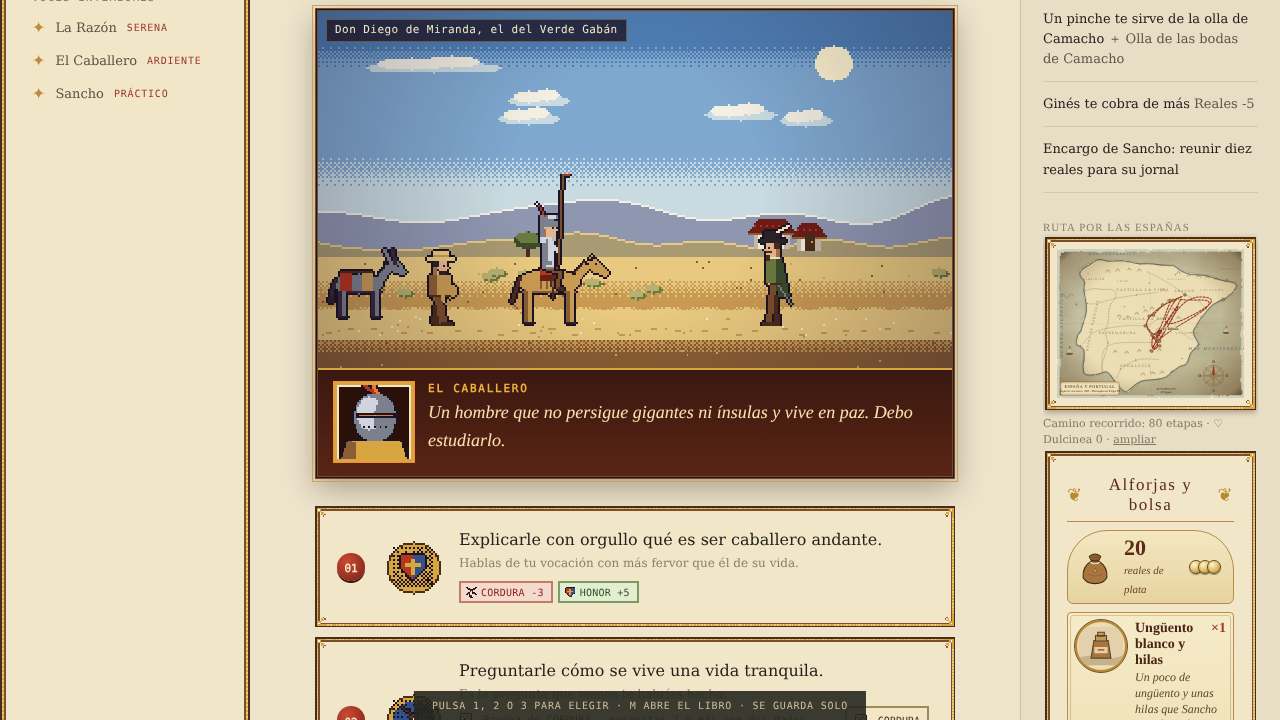 La Razón SERENA
El Caballero ARDIENTE
Sancho PRÁCTICO
Don Diego de Miranda, el del Verde Gabán
EL CABALLERO
Un hombre que no persigue gigantes ni ínsulas y vive en paz. Debo
estudiarlo.
01
Explicarle con orgullo qué es ser caballero andante.
Hablas de tu vocación con más fervor que él de su vida.
CORDURA -3
HONOR +5
Preguntarle cómo se vive una vida tranquila.
CORDURA
PULSA 1, 2 O 3 PARA ELEGIR · M ABRE EL LIBRO · SE GUARDA SOLO
Un pinche te sirve de la olla de
Camacho + Olla de las bodas
de Camacho
Ginés te cobra de más Reales -5
Encargo de Sancho: reunir diez
reales para su jornal
RUTA POR LAS ESPAÑAS
ESPAÑA Y PORTUGAL
Camino recorrido: 80 etapas · ♡
Dulcinea 0 · ampliar
Alforjas y
bolsa
20
reales de
plata
Ungüento ×1
blanco y
hilas
Un poco de
ungüento y unas
hilas que Sancho